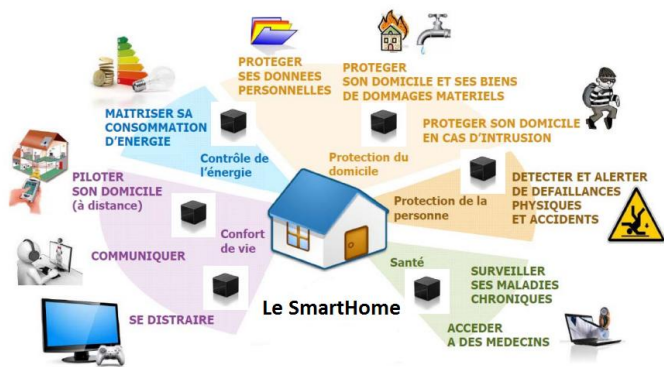 PROTEGER
SES DONNÉES
PERSONNELLES
PROTEGER
SON DOMICILE ET SES BIENS
DE DOMMAGES MATERIELS
MAITRISER SA
CONSOMMATION
D'ENERGIE
PROTEGER SON DOMICILE
EN CAS D'INTRUSION
Contrôle de
l'énergie
Protection du
domicile
PILOTER
SON DOMICILE
(à distance)
DETECTER ET ALERTER
DE DEFAILLANCES
PHYSIQUES
ET ACCIDENTS
Protection de la
personne
Confort
de vie
COMMUNIQUER
Santé
SURVEILLER
SES MALADIES
CHRONIQUES
SE DISTRAIRE
Le SmartHome
ACCEDER
A DES MEDECINS